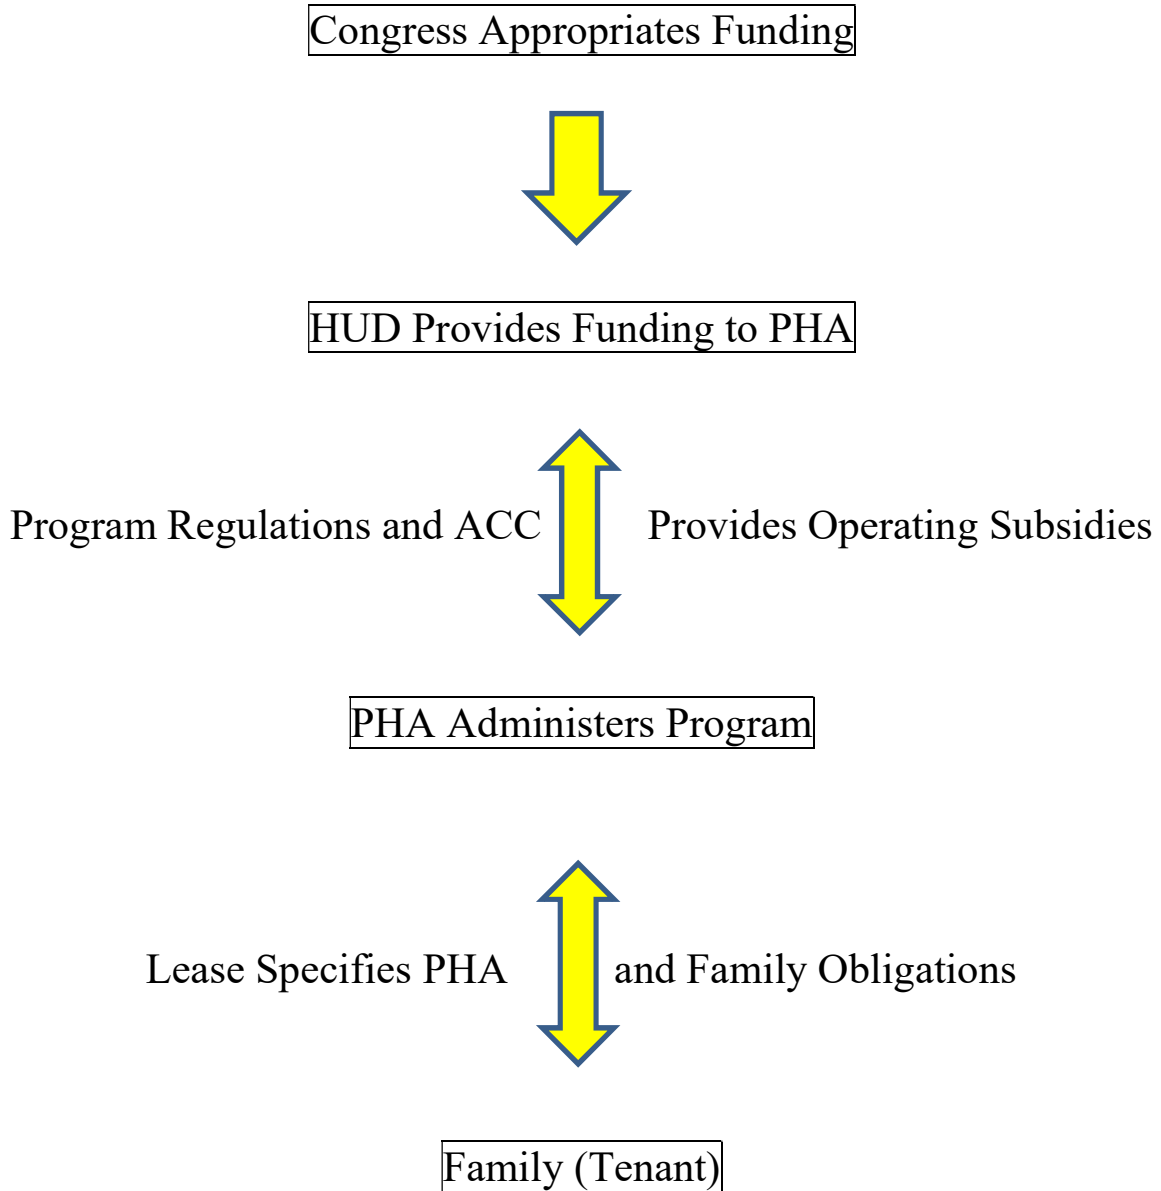 Congress Appropriates Funding
HUD Provides Funding to PHA
Program Regulations and ACC Provides Operating Subsidies
PHA Administers Program
Lease Specifies PHA and Family Obligations
Family (Tenant)